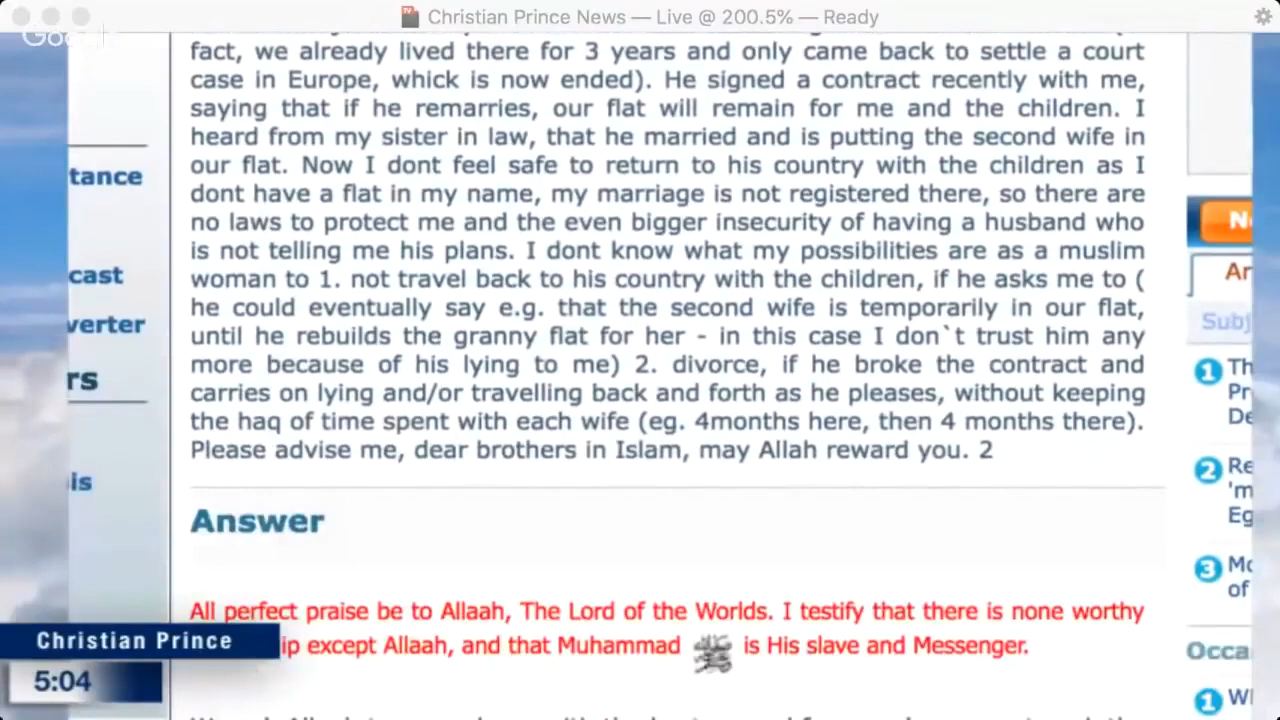 Christian Prince News — Live @ 200.5% — Ready
Google
fact, we already lived there for 3 years and only came back to settle a court
case in Europe, whick is now ended). He signed a contract recently with me,
saying that if he remarries, our flat will remain for me and the children. I
heard from my sister in law, that he married and is putting the second wife in
our flat. Now I dont feel safe to return to his country with the children as I
dont have a flat in my name, my marriage is not registered there, so there are
no laws to protect me and the even bigger insecurity of having a husband who
is not telling me his plans. I dont know what my possibilities are as a muslim
woman to 1. not travel back to his country with the children, if he asks me to (
he could eventually say e.g. that the second wife is temporarily in our flat,
until he rebuilds the granny flat for her - in this case I don`t trust him any
more because of his lying to me) 2. divorce, if he broke the contract and
carries on lying and/or travelling back and forth as he pleases, without keeping
the haq of time spent with each wife (eg. 4months here, then 4 months there).
Please advise me, dear brothers in Islam, may Allah reward you. 2
Answer
All perfect praise be to Allaah, The Lord of the Worlds. I testify that there is none worthy
ip except Allaah, and that Muhammad ﷺ is His slave and Messenger.
tance
cast
verter
rs
is
N
Ar
Subj
1 Th
Pr
De
2 Re
'm
Eg
3 Mo
of
Occa
1 W
Christian Prince
5:04